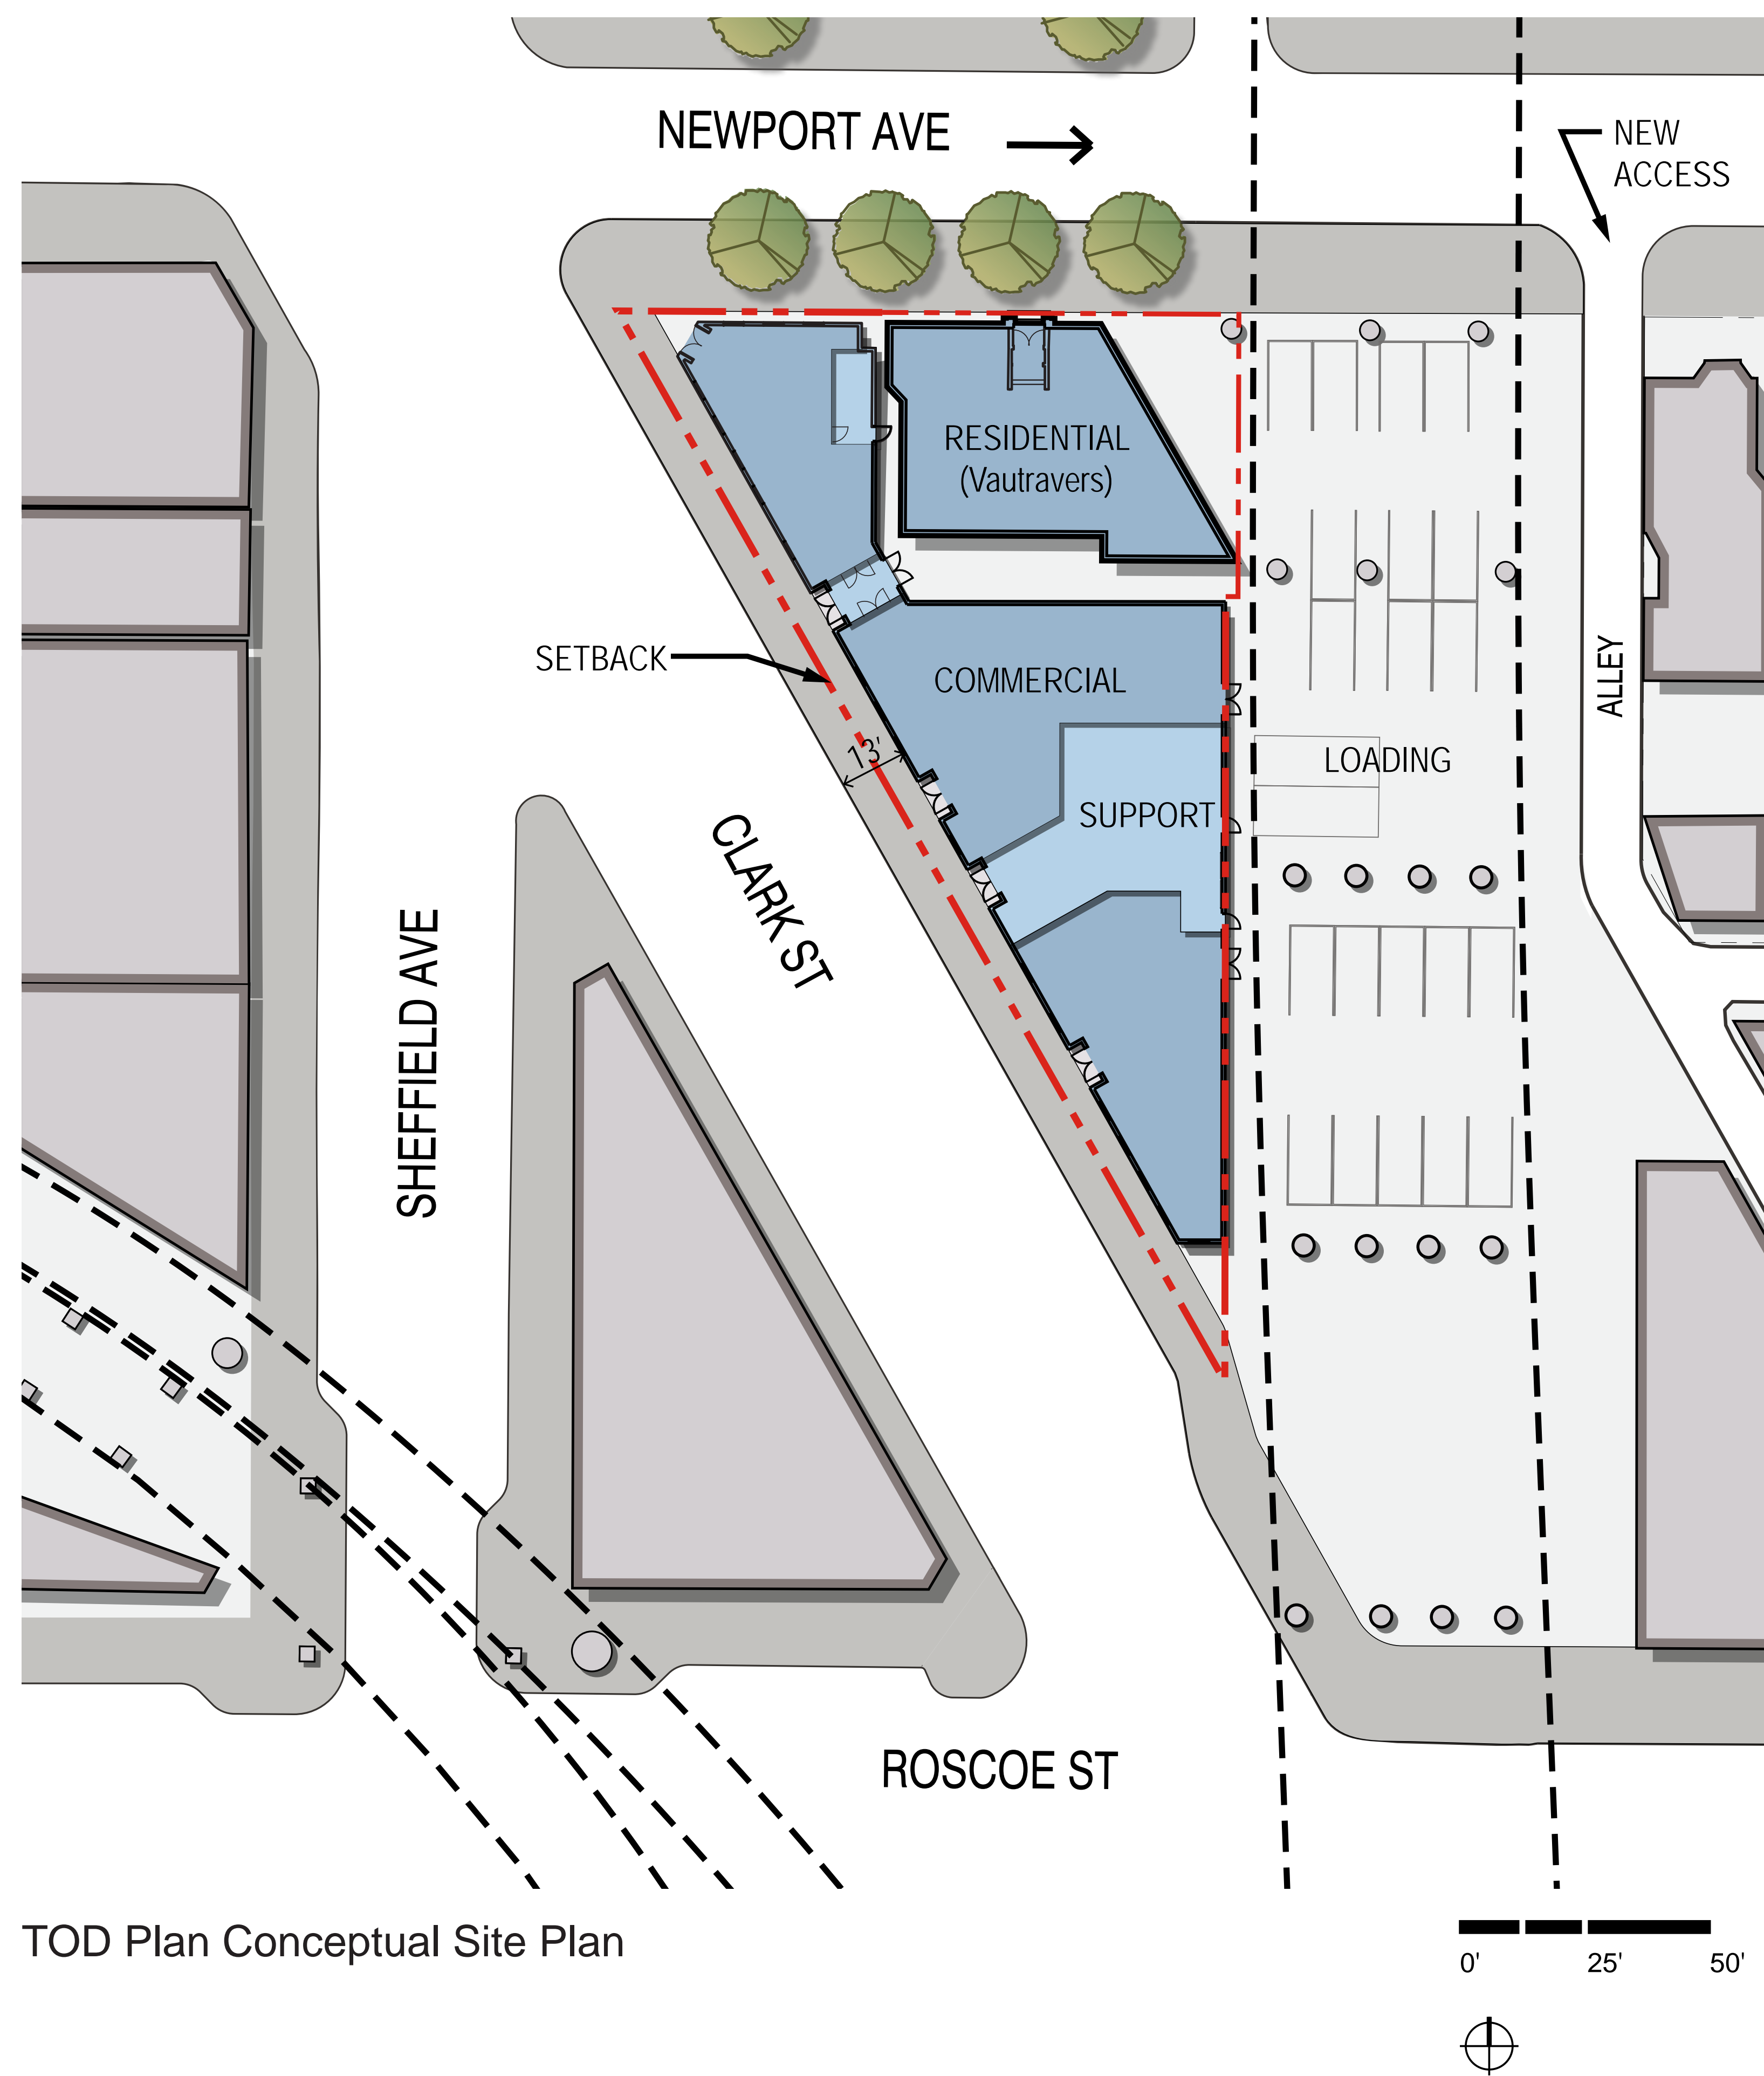 NEWPORT AVE
NEW
ACCESS
RESIDENTIAL
(Vautravers)
SETBACK
COMMERCIAL
ALLEY
13'
LOADING
SUPPORT
CLARK ST
SHEFFIELD AVE
ROSCOE ST
TOD Plan Conceptual Site Plan
0' 25' 50'